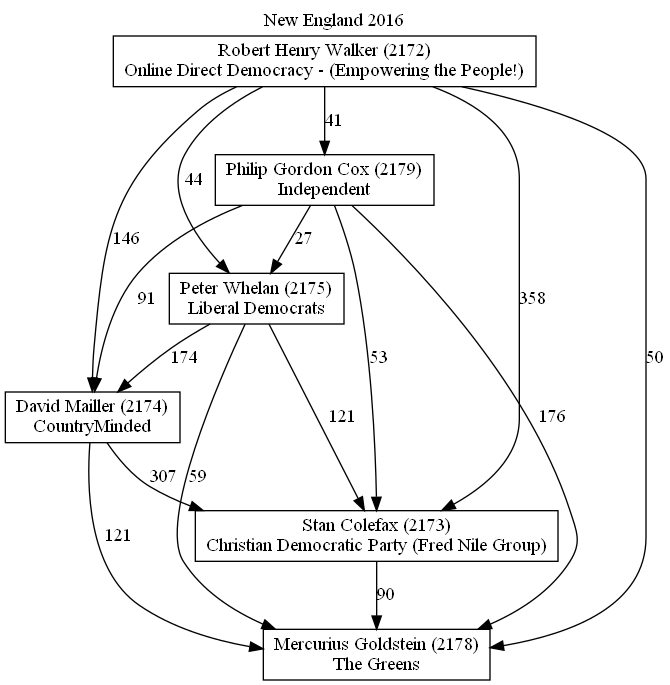 New England 2016
Robert Henry Walker (2172)
Online Direct Democracy - (Empowering the People!)
41
Philip Gordon Cox (2179)
Independent
44
146
27
Peter Whelan (2175)
Liberal Democrats
91
358
53
174
David Mailler (2174)
CountryMinded
121
176
50
307
59
Stan Colefax (2173)
Christian Democratic Party (Fred Nile Group)
121
90
Mercurius Goldstein (2178)
The Greens